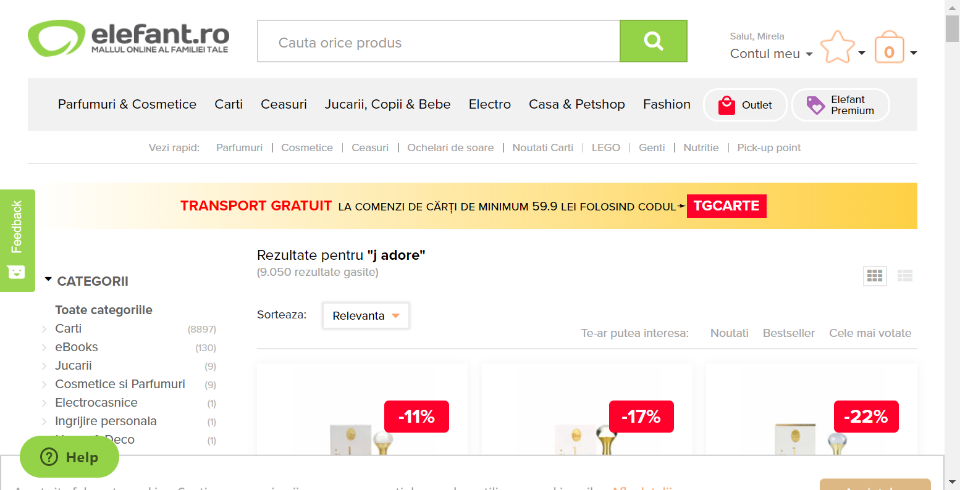 elefant.ro
MALLUL ONLINE AL FAMILIEI TALE
Cauta orice produs
Salut, Mirela
Contul meu
0
Parfumuri & Cosmetice Carti Ceasuri Jucarii, Copii & Bebe Electro Casa & Petshop Fashion Outlet Elefant Premium
Vezi rapid: Parfumuri | Cosmetice | Ceasuri | Ochelari de soare | Noutati Carti | LEGO | Genti | Nutritie | Pick-up point
TRANSPORT GRATUIT LA COMENZI DE CĂRȚI DE MINIMUM 59.9 LEI FOLOSIND CODUL TGCARTE
Feedback
Rezultate pentru "j adore"
(9.050 rezultate gasite)
CATEGORII
Sorteaza: Relevanta
Te-ar putea interesa: Noutati Bestseller Cele mai votate
Toate categoriile
Carti (8897)
eBooks (130)
Jucarii (9)
Cosmetice si Parfumuri (9)
Electrocasnice (1)
Ingrijire personala (1)
Deco (1)
-11% -17% -22%
Help